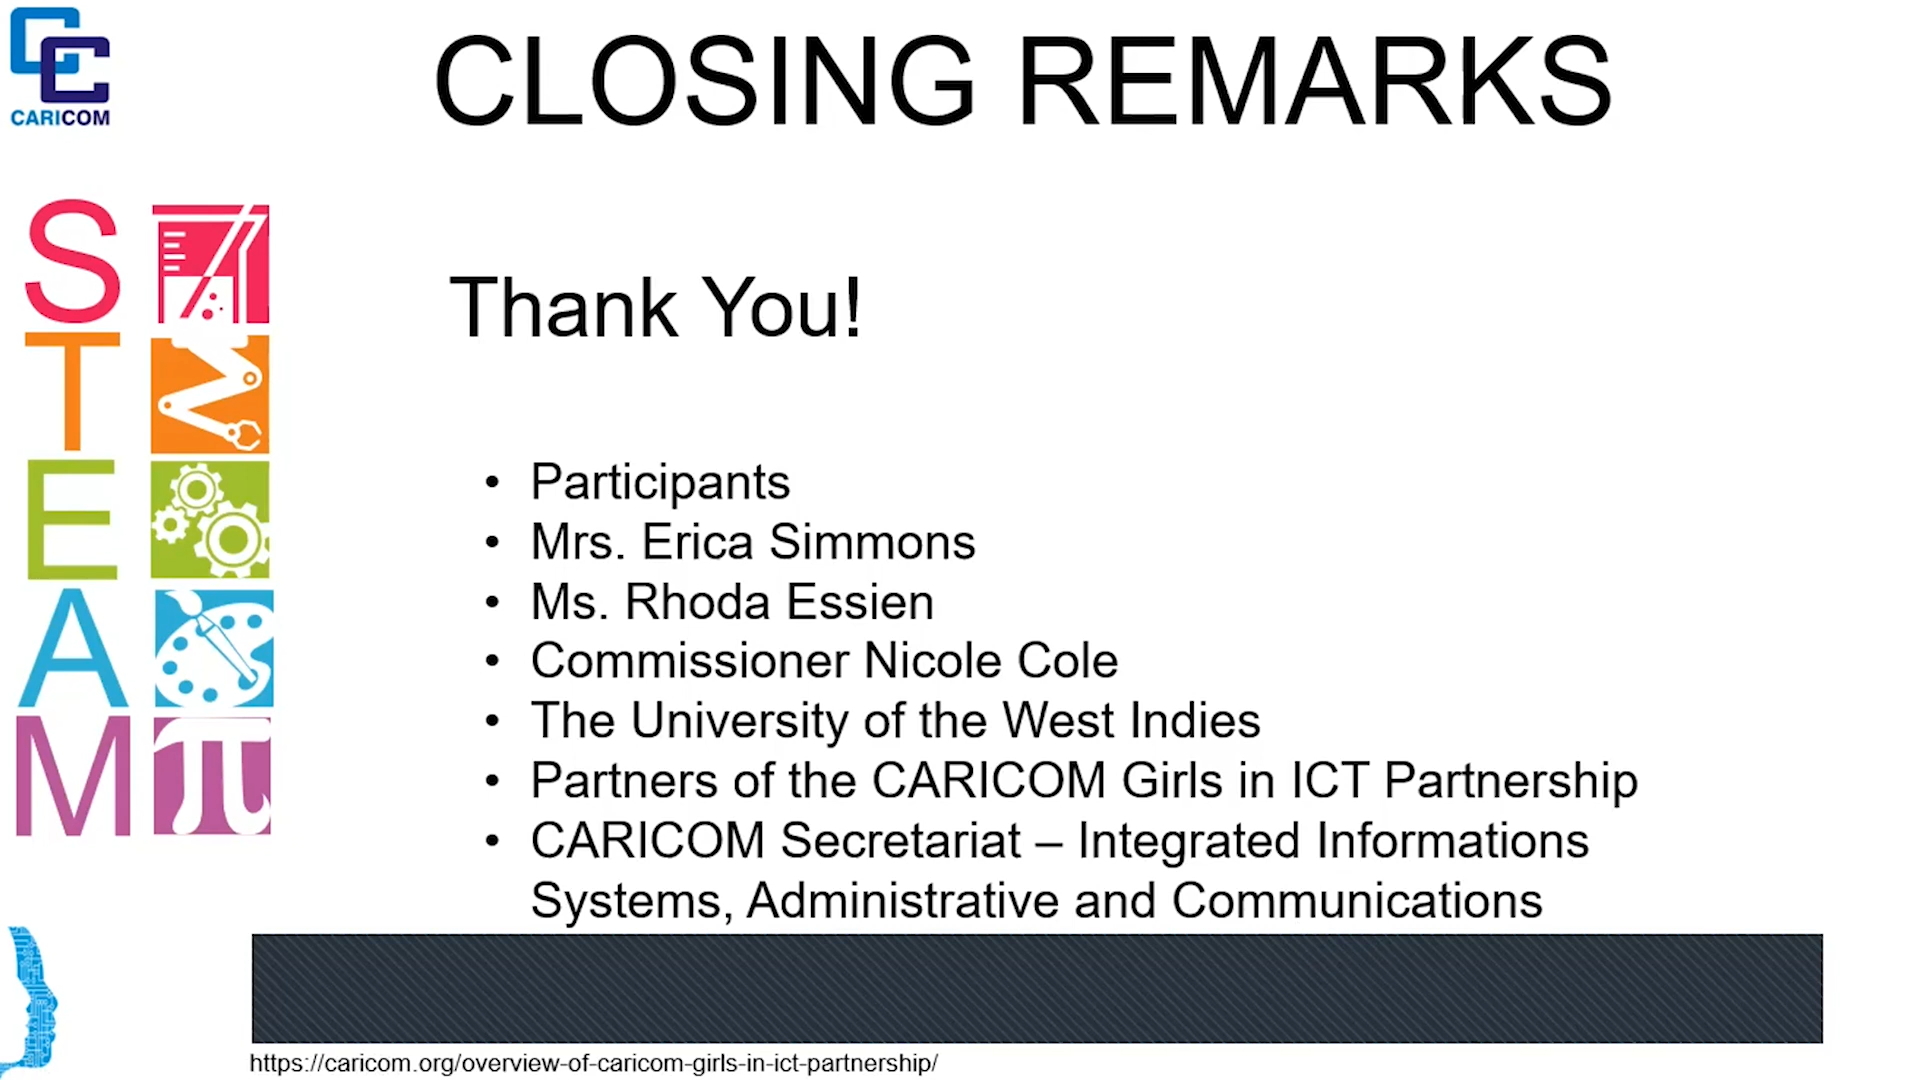 CARICOM
CLOSING REMARKS
S
T
E
A
M
Thank You!
• Participants
• Mrs. Erica Simmons
• Ms. Rhoda Essien
• Commissioner Nicole Cole
• The University of the West Indies
• Partners of the CARICOM Girls in ICT Partnership
• CARICOM Secretariat – Integrated Informations
Systems, Administrative and Communications
https://caricom.org/overview-of-caricom-girls-in-ict-partnership/